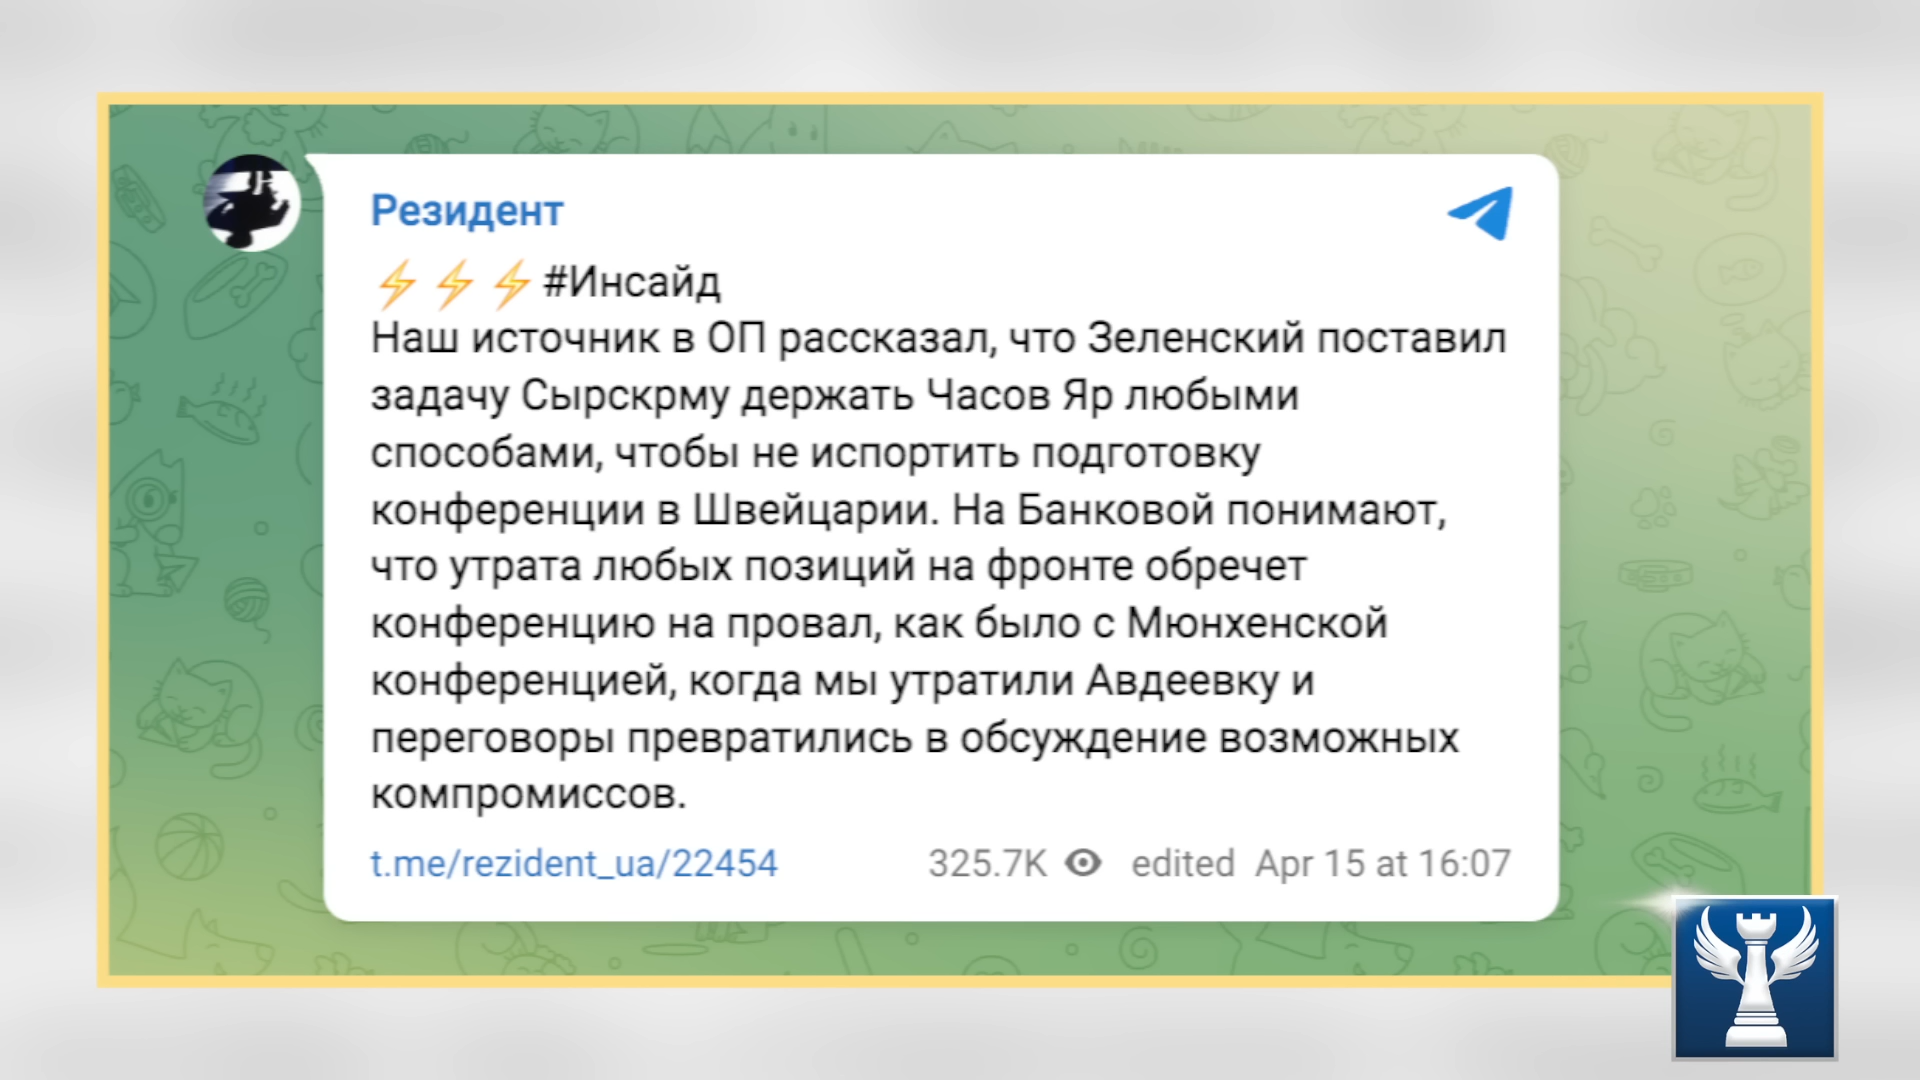 Резидент
⚡⚡⚡#Инсайд
Наш источник в ОП рассказал, что Зеленский поставил
задачу Сырскрму держать Часов Яр любыми
способами, чтобы не испортить подготовку
конференции в Швейцарии. На Банковой понимают,
что утрата любых позиций на фронте обречет
конференцию на провал, как было с Мюнхенской
конференцией, когда мы утратили Авдеевку и
переговоры превратились в обсуждение возможных
компромиссов.
t.me/rezident_ua/22454 325.7K edited Apr 15 at 16:07